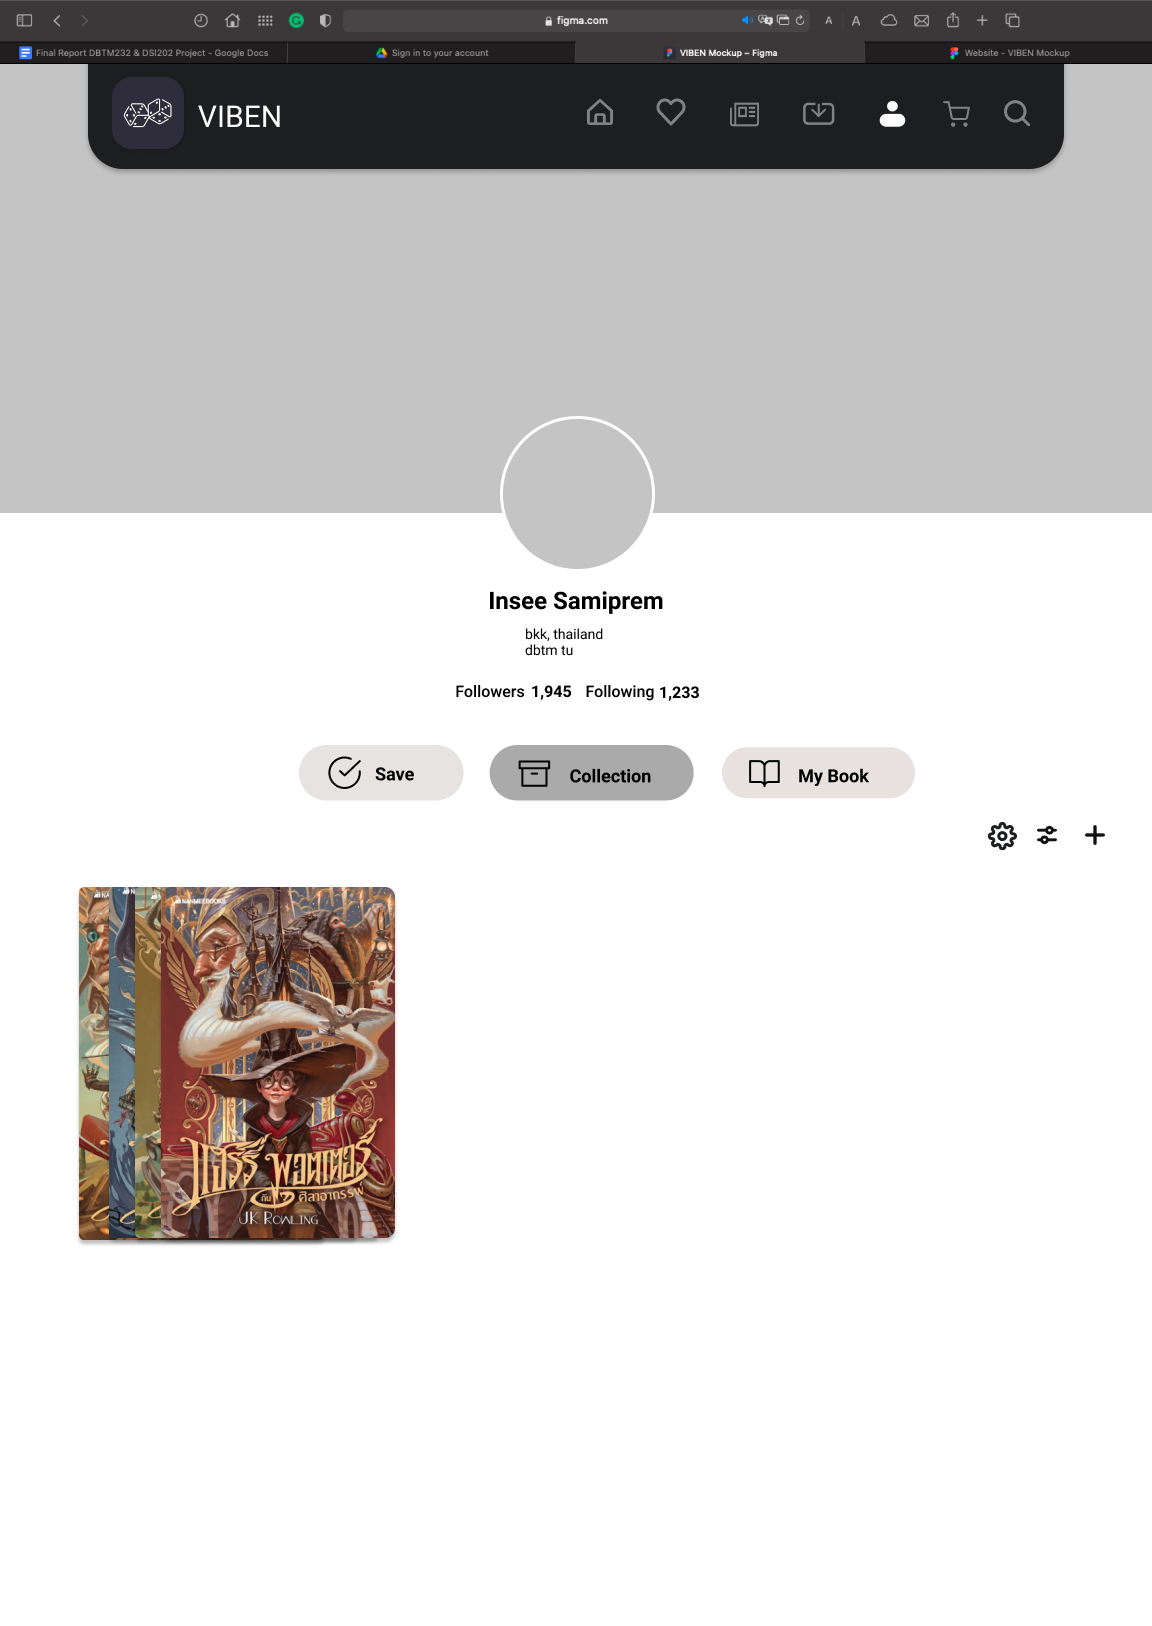 figma.com
A
A
Final Report DBTM232 & DSI202 Project - Google Docs
Sign in to your account
VIBEN Mockup – Figma
Website - VIBEN Mockup
VIBEN
Insee Samiprem
bkk, thailand
dbtm tu
Followers 1,945 Following 1,233
Save
Collection
My Book
NA
N
N
NANMEEBOOKS
แฮร์รี่ พอตเตอร์
กับ ศิลาอาถรรพ์
J.K. ROWLING